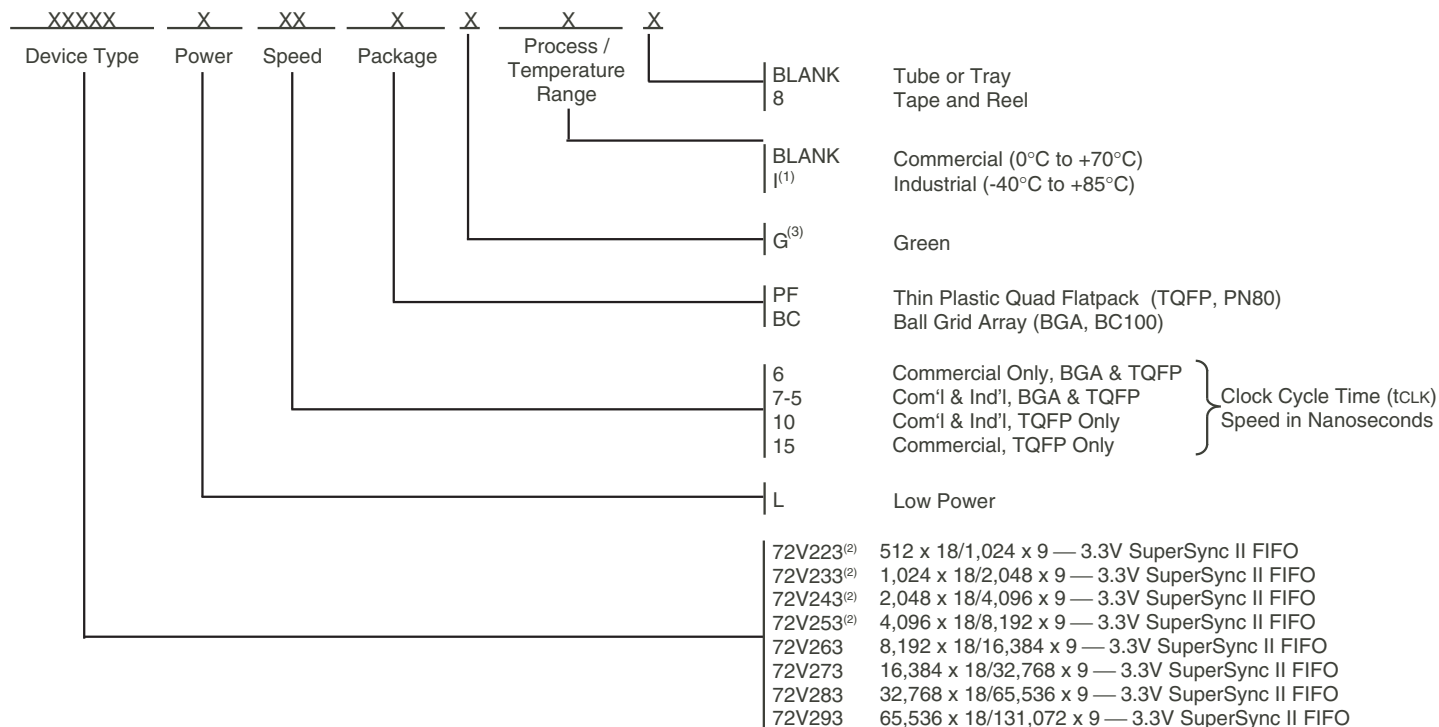 XXXXX X XX X X X X
Device Type Power Speed Package Process /
Temperature
Range
BLANK Tube or Tray
8 Tape and Reel
BLANK Commercial (0°C to +70°C)
I(1) Industrial (-40°C to +85°C)
G(3) Green
PF Thin Plastic Quad Flatpack (TQFP, PN80)
BC Ball Grid Array (BGA, BC100)
6 Commercial Only, BGA & TQFP
7-5 Com'l & Ind'l, BGA & TQFP Clock Cycle Time (tCLK)
10 Com'l & Ind'l, TQFP Only Speed in Nanoseconds
15 Commercial, TQFP Only
L Low Power
72V223(2) 512 x 18/1,024 x 9 — 3.3V SuperSync II FIFO
72V233(2) 1,024 x 18/2,048 x 9 — 3.3V SuperSync II FIFO
72V243(2) 2,048 x 18/4,096 x 9 — 3.3V SuperSync II FIFO
72V253(2) 4,096 x 18/8,192 x 9 — 3.3V SuperSync II FIFO
72V263 8,192 x 18/16,384 x 9 — 3.3V SuperSync II FIFO
72V273 16,384 x 18/32,768 x 9 — 3.3V SuperSync II FIFO
72V283 32,768 x 18/65,536 x 9 — 3.3V SuperSync II FIFO
72V293 65,536 x 18/131,072 x 9 — 3.3V SuperSync II FIFO